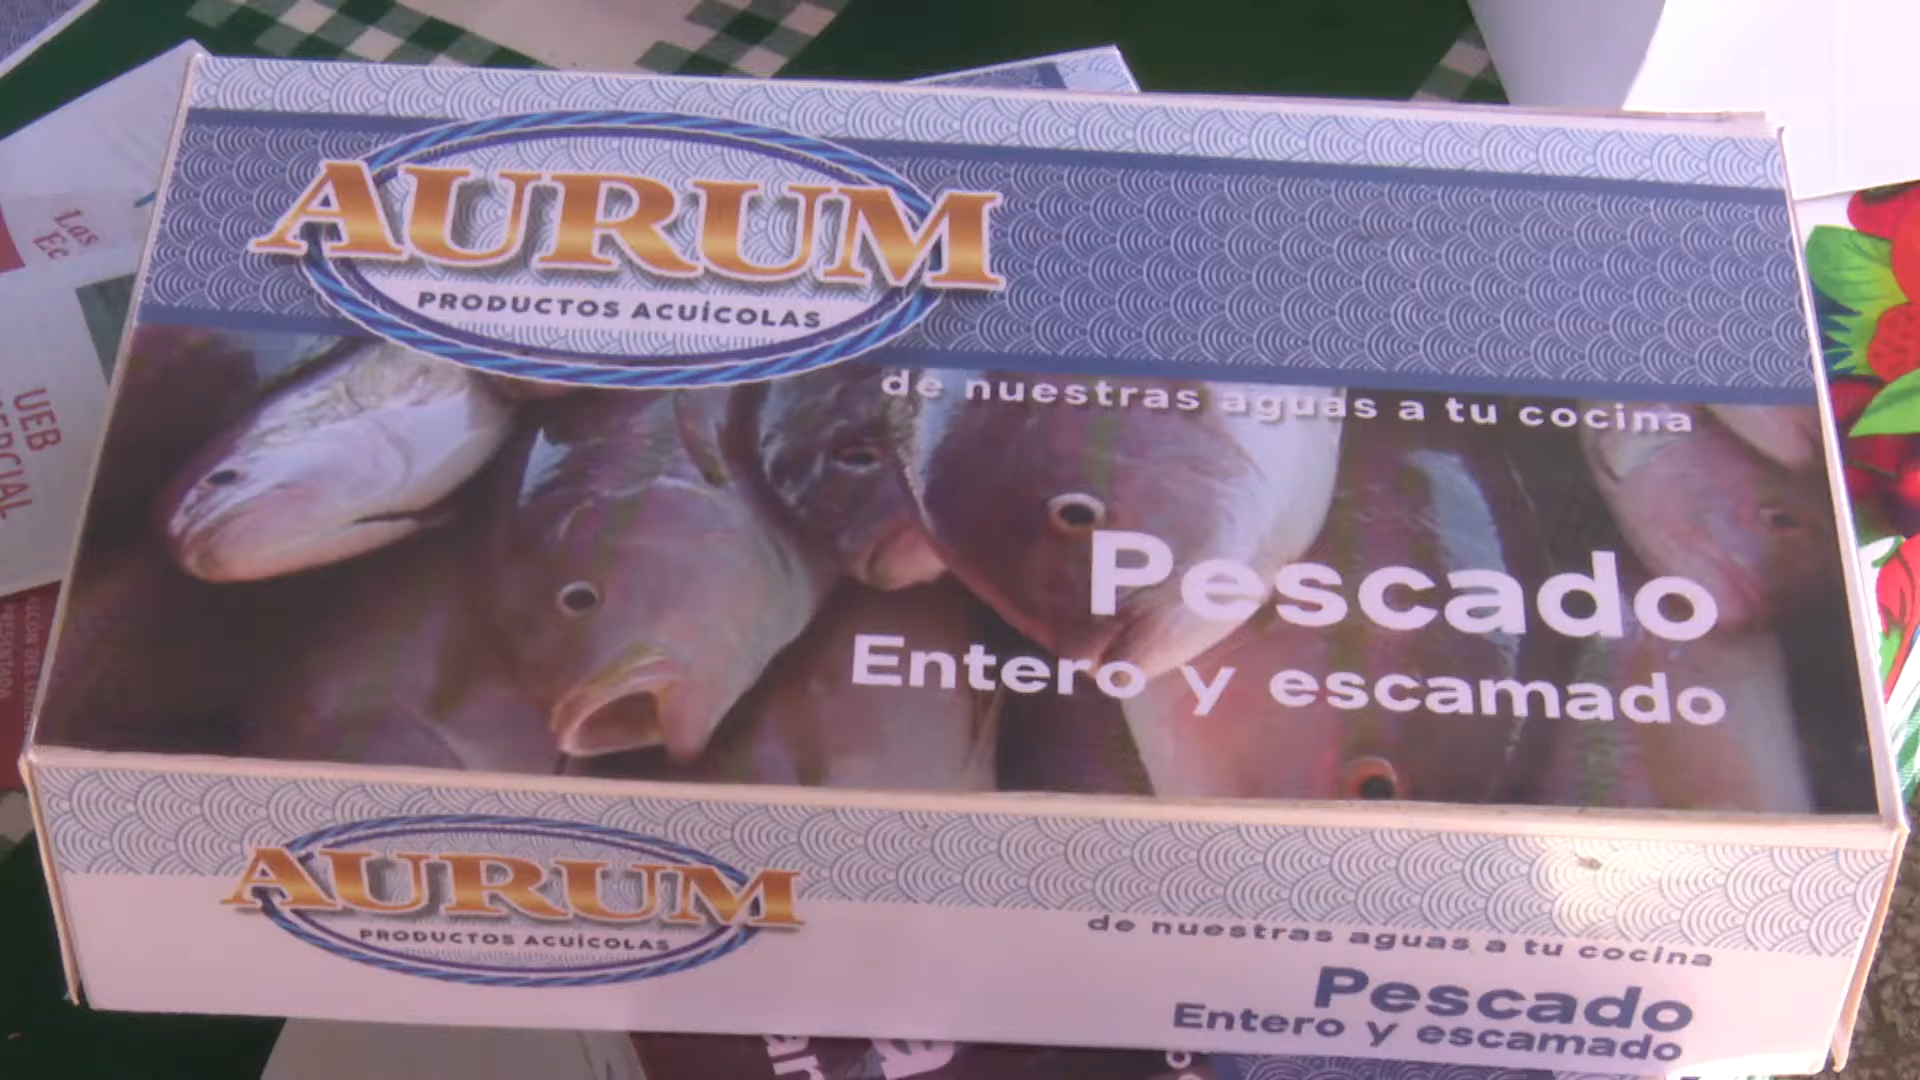 AURUM
PRODUCTOS ACUÍCOLAS
de nuestras aguas a tu cocina
Pescado
Entero y escamado
AURUM
PRODUCTOS ACUÍCOLAS
de nuestras aguas a tu cocina
Pescado
Entero y escamado
Las
UEB